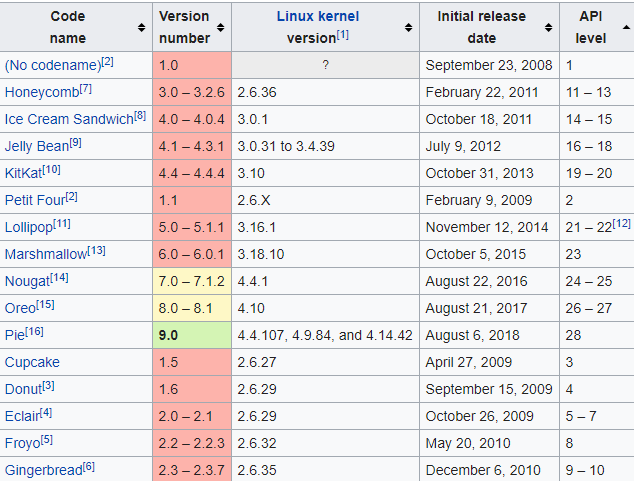 Code name Version number Linux kernel version[1] Initial release date API level
(No codename)[2] 1.0 ? September 23, 2008 1
Honeycomb[7] 3.0 – 3.2.6 2.6.36 February 22, 2011 11 – 13
Ice Cream Sandwich[8] 4.0 – 4.0.4 3.0.1 October 18, 2011 14 – 15
Jelly Bean[9] 4.1 – 4.3.1 3.0.31 to 3.4.39 July 9, 2012 16 – 18
KitKat[10] 4.4 – 4.4.4 3.10 October 31, 2013 19 – 20
Petit Four[2] 1.1 2.6.X February 9, 2009 2
Lollipop[11] 5.0 – 5.1.1 3.16.1 November 12, 2014 21 – 22[12]
Marshmallow[13] 6.0 – 6.0.1 3.18.10 October 5, 2015 23
Nougat[14] 7.0 – 7.1.2 4.4.1 August 22, 2016 24 – 25
Oreo[15] 8.0 – 8.1 4.10 August 21, 2017 26 – 27
Pie[16] 9.0 4.4.107, 4.9.84, and 4.14.42 August 6, 2018 28
Cupcake 1.5 2.6.27 April 27, 2009 3
Donut[3] 1.6 2.6.29 September 15, 2009 4
Eclair[4] 2.0 – 2.1 2.6.29 October 26, 2009 5 – 7
Froyo[5] 2.2 – 2.2.3 2.6.32 May 20, 2010 8
Gingerbread[6] 2.3 – 2.3.7 2.6.35 December 6, 2010 9 – 10